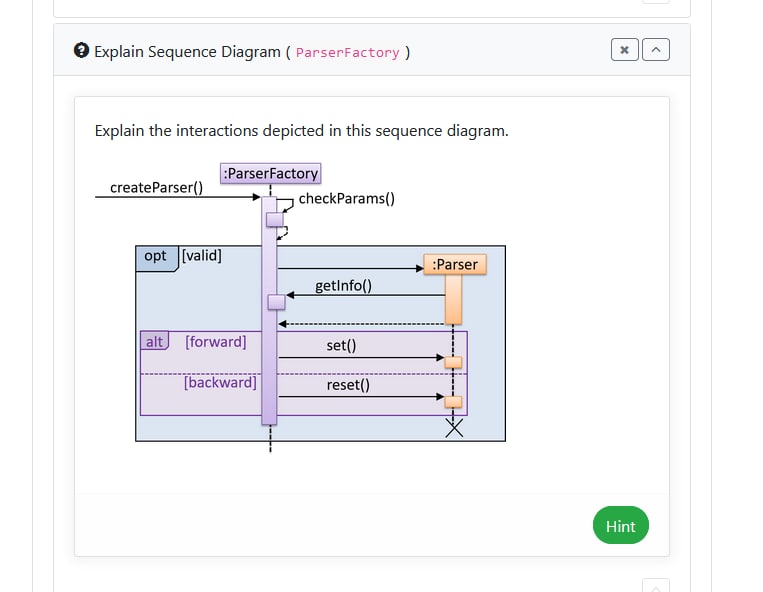 Explain Sequence Diagram ( ParserFactory )
Explain the interactions depicted in this sequence diagram.
:ParserFactory
createParser()
checkParams()
opt [valid]
:Parser
getInfo()
alt [forward] set()
[backward] reset()
Hint